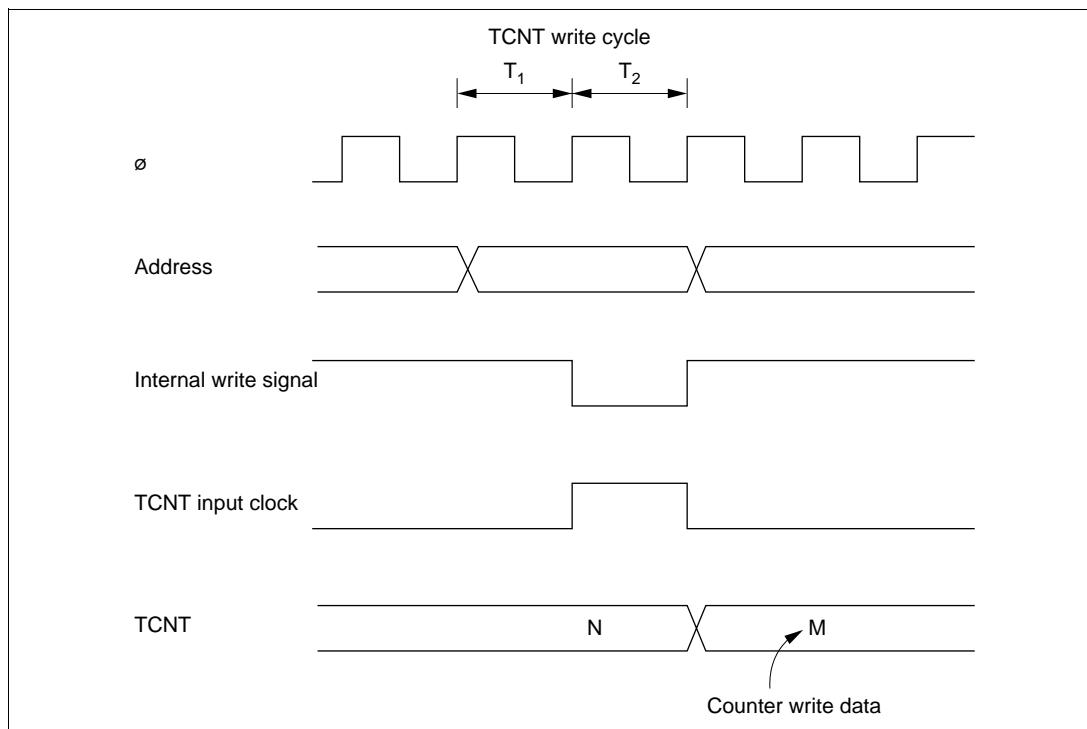 TCNT write cycle
T₁ T₂
ø
Address
Internal write signal
TCNT input clock
TCNT N M
Counter write data